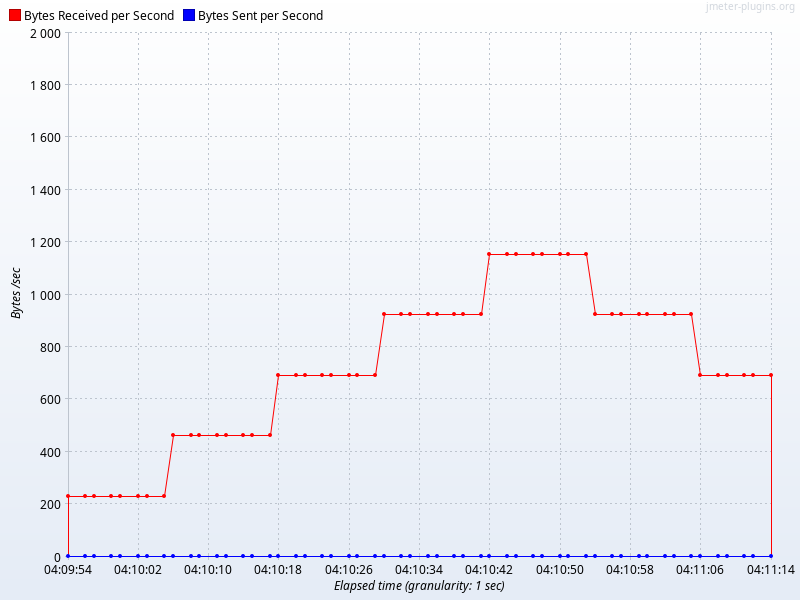 jmeter-plugins.org
Bytes Received per Second Bytes Sent per Second
2 000
1 800
1 600
1 400
1 200
1 000
800
600
400
200
0
Bytes /sec
04:09:54 04:10:02 04:10:10 04:10:18 04:10:26 04:10:34 04:10:42 04:10:50 04:10:58 04:11:06 04:11:14
Elapsed time (granularity: 1 sec)